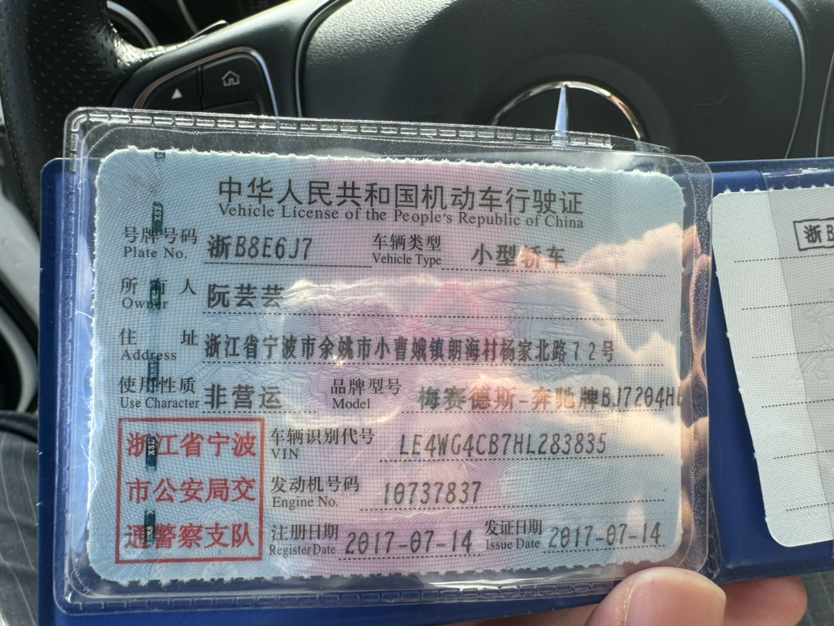 中华人民共和国机动车行驶证
Vehicle License of the People's Republic of China
号牌号码 浙B8E6J7 车辆类型 小型轿车
Plate No. Vehicle Type
所有人 阮芸芸
Owner
住址 浙江省宁波市余姚市小曹娥镇朗海村杨家北路72号
Address
使用性质 非营运 品牌型号 梅赛德斯-奔驰牌BJ7204H
Use Character Model
浙江省宁波
市公安局交
通警察支队
车辆识别代号 LE4WG4CB7HL283835
VIN
发动机号码 10737837
Engine No.
注册日期 2017-07-14 发证日期 2017-07-14
Register Date Issue Date
浙B